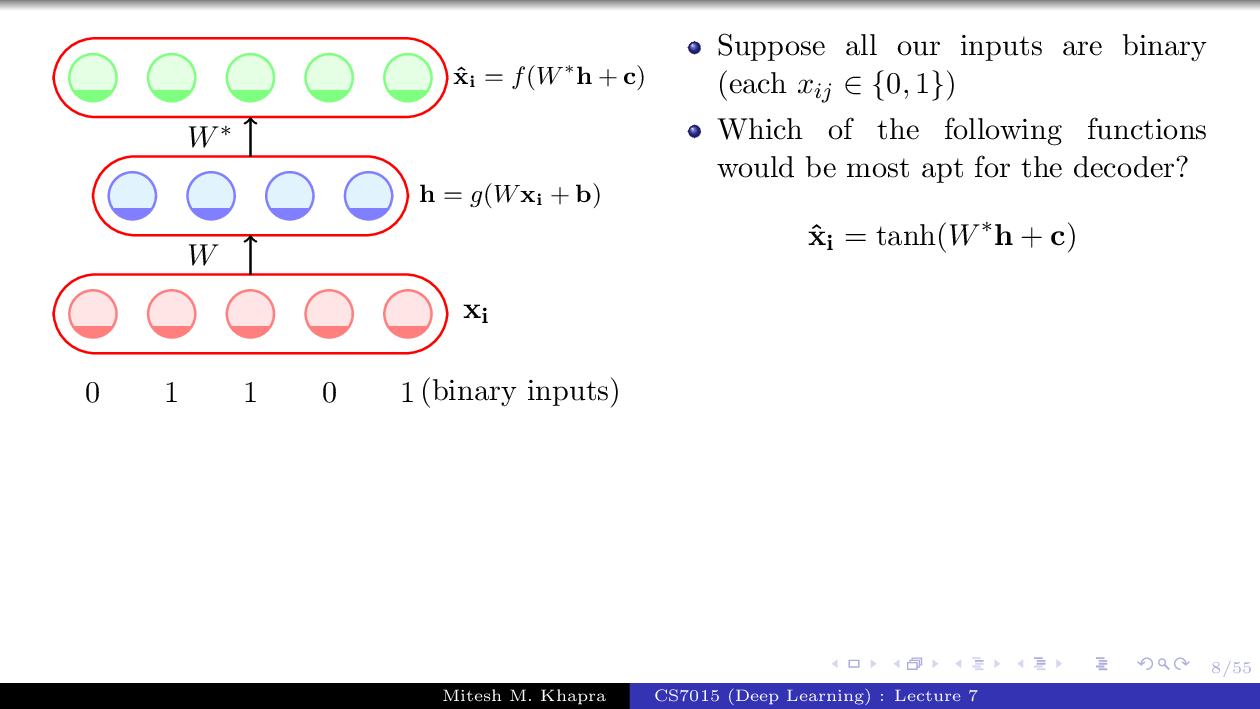 x̂ᵢ = f(W*h + c)
W*
h = g(Wxᵢ + b)
W
xᵢ
0 1 1 0 1 (binary inputs)
Suppose all our inputs are binary
(each xᵢⱼ ∈ {0, 1})
Which of the following functions
would be most apt for the decoder?
x̂ᵢ = tanh(W*h + c)
8/55
Mitesh M. Khapra
CS7015 (Deep Learning) : Lecture 7